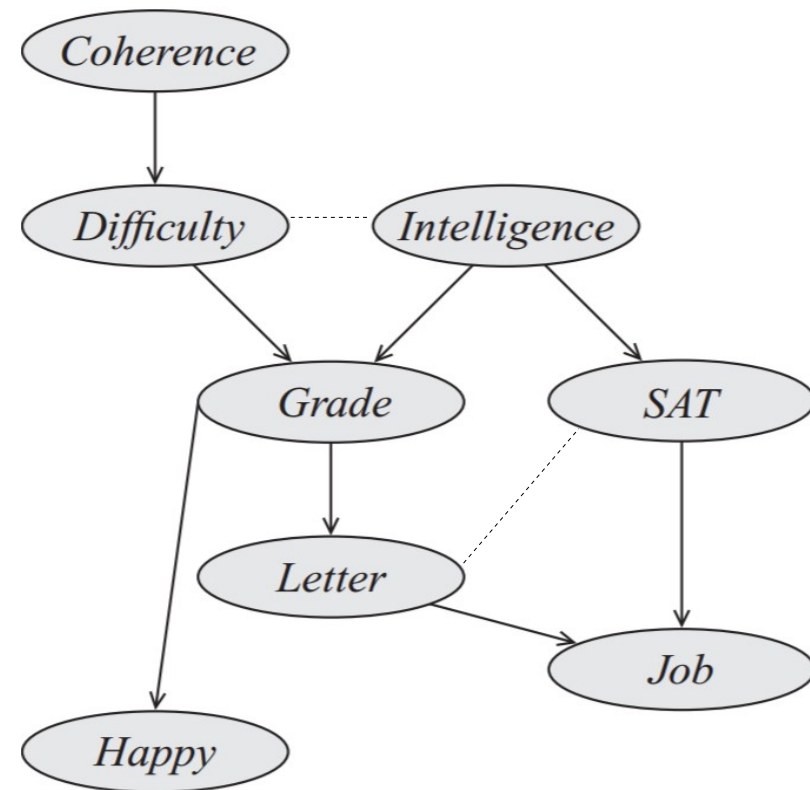 Coherence
Difficulty
Intelligence
Grade
SAT
Letter
Job
Happy